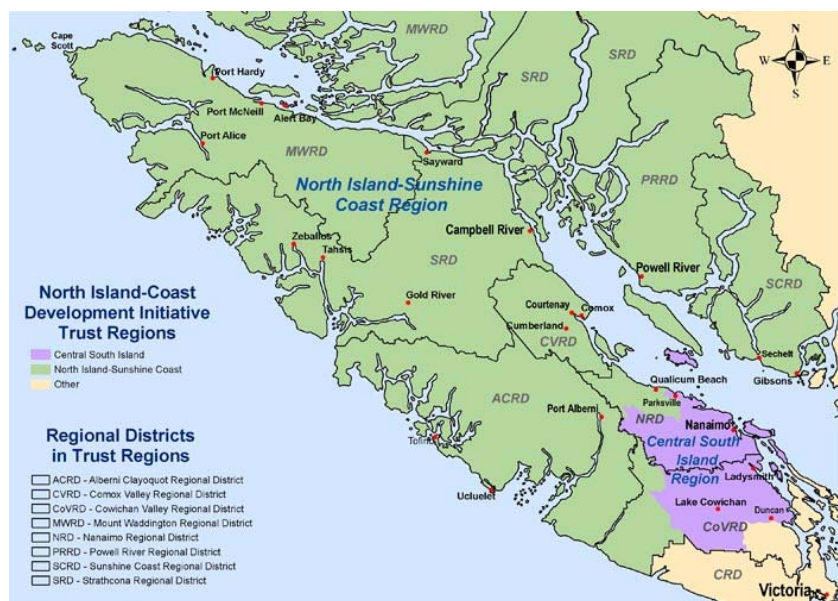 Cape
Scott
MWRD
N
W E
S
Port Hardy
SRD
SRD
Port McNeill
Alert Bay
Port Alice
MWRD
Sayward
PRRD
North Island-Sunshine
Coast Region
Campbell River
Zeballos
Tahsis
SRD
Powell River
SCRD
Gold River
Courtenay
Comox
Cumberland
CVRD
North Island-Coast
Development Initiative
Trust Regions
Central South Island
North Island-Sunshine Coast
Other
Sechelt
Gibsons
Qualicum Beach
Parksville
ACRD
Port Alberni
NRD
Nanaimo
Central South
Island
Region
Tofino
Ladysmith
Ucluelet
Lake Cowichan
Duncan
CoVRD
CRD
Victoria
Regional Districts
in Trust Regions
ACRD - Alberni Clayoquot Regional District
CVRD - Comox Valley Regional District
CoVRD - Cowichan Valley Regional District
MWRD - Mount Waddington Regional District
NRD - Nanaimo Regional District
PRRD - Powell River Regional District
SCRD - Sunshine Coast Regional District
SRD - Strathcona Regional District